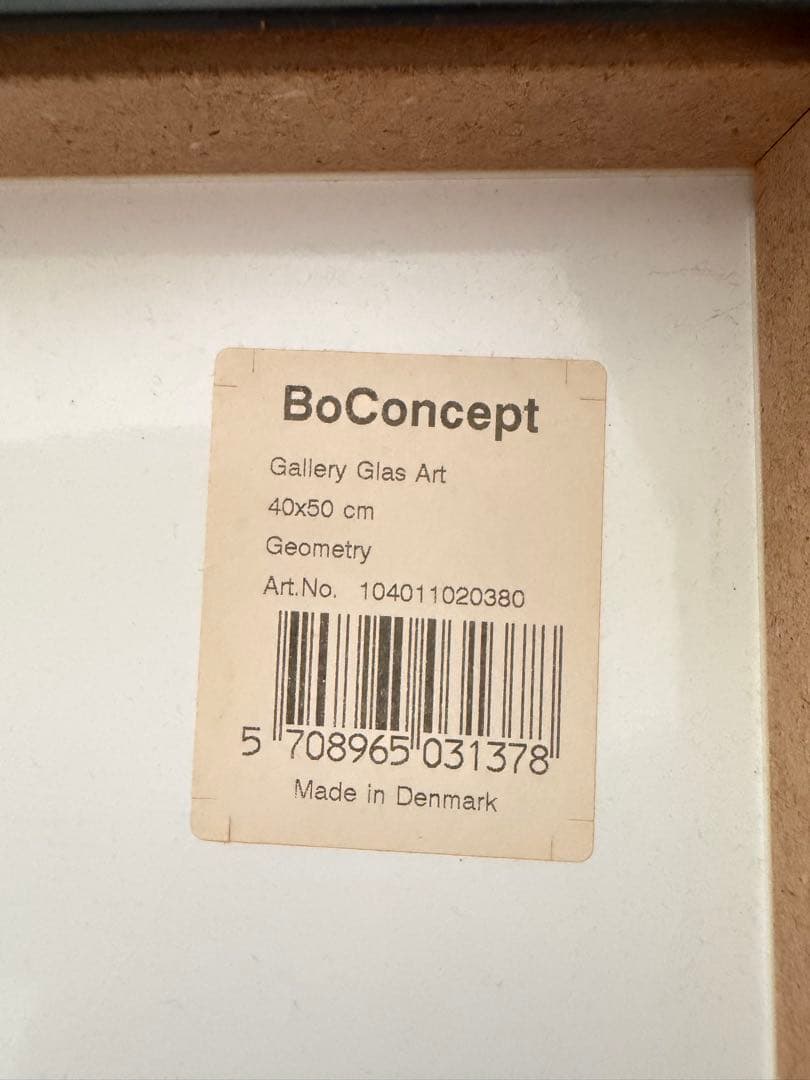 BoConcept
Gallery Glas Art
40x50 cm
Geometry
Art.No. 104011020380
5 708965 031378
Made in Denmark